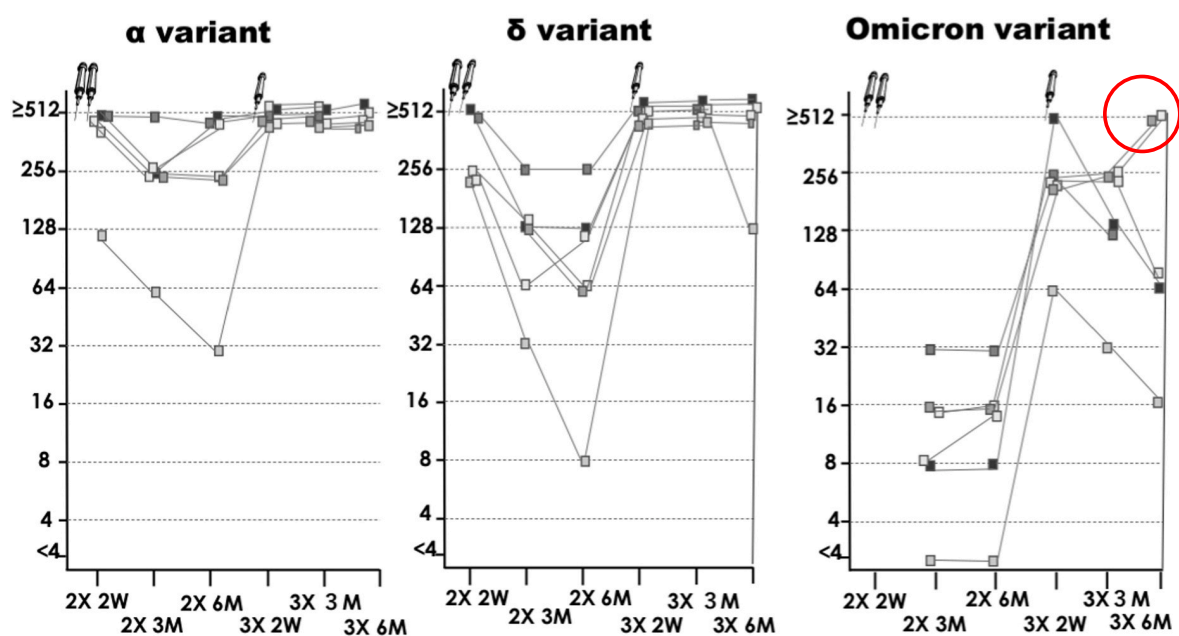 α variant
≥512
256
128
64
32
16
8
4
<4
2X 2W
2X 3M
2X 6M
3X 2W
3X 3 M
3X 6M
δ variant
≥512
256
128
64
32
16
8
4
<4
2X 2W
2X 3M
2X 6M
3X 2W
3X 3 M
3X 6M
Omicron variant
≥512
256
128
64
32
16
8
4
<4
2X 2W
2X 3M
2X 6M
3X 2W
3X 3M
3X 6M